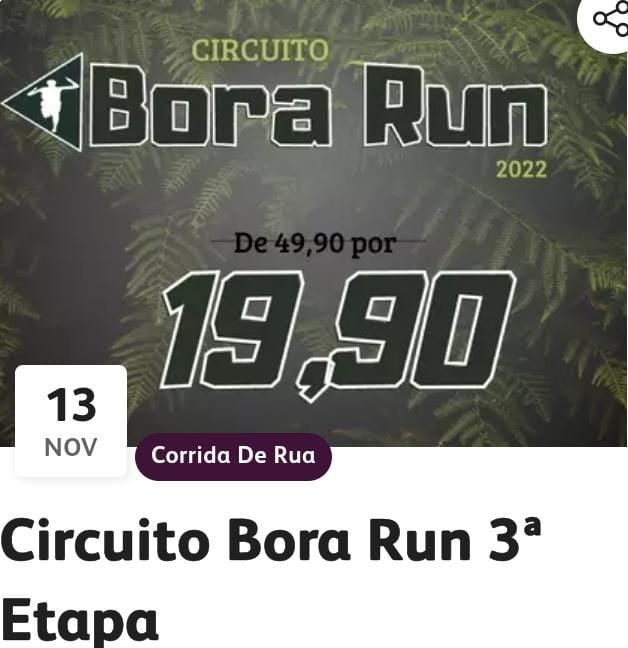 CIRCUITO
Bora Run
2022
De 49,90 por
19,90
13
NOV
Corrida De Rua
Circuito Bora Run 3ª
Etapa